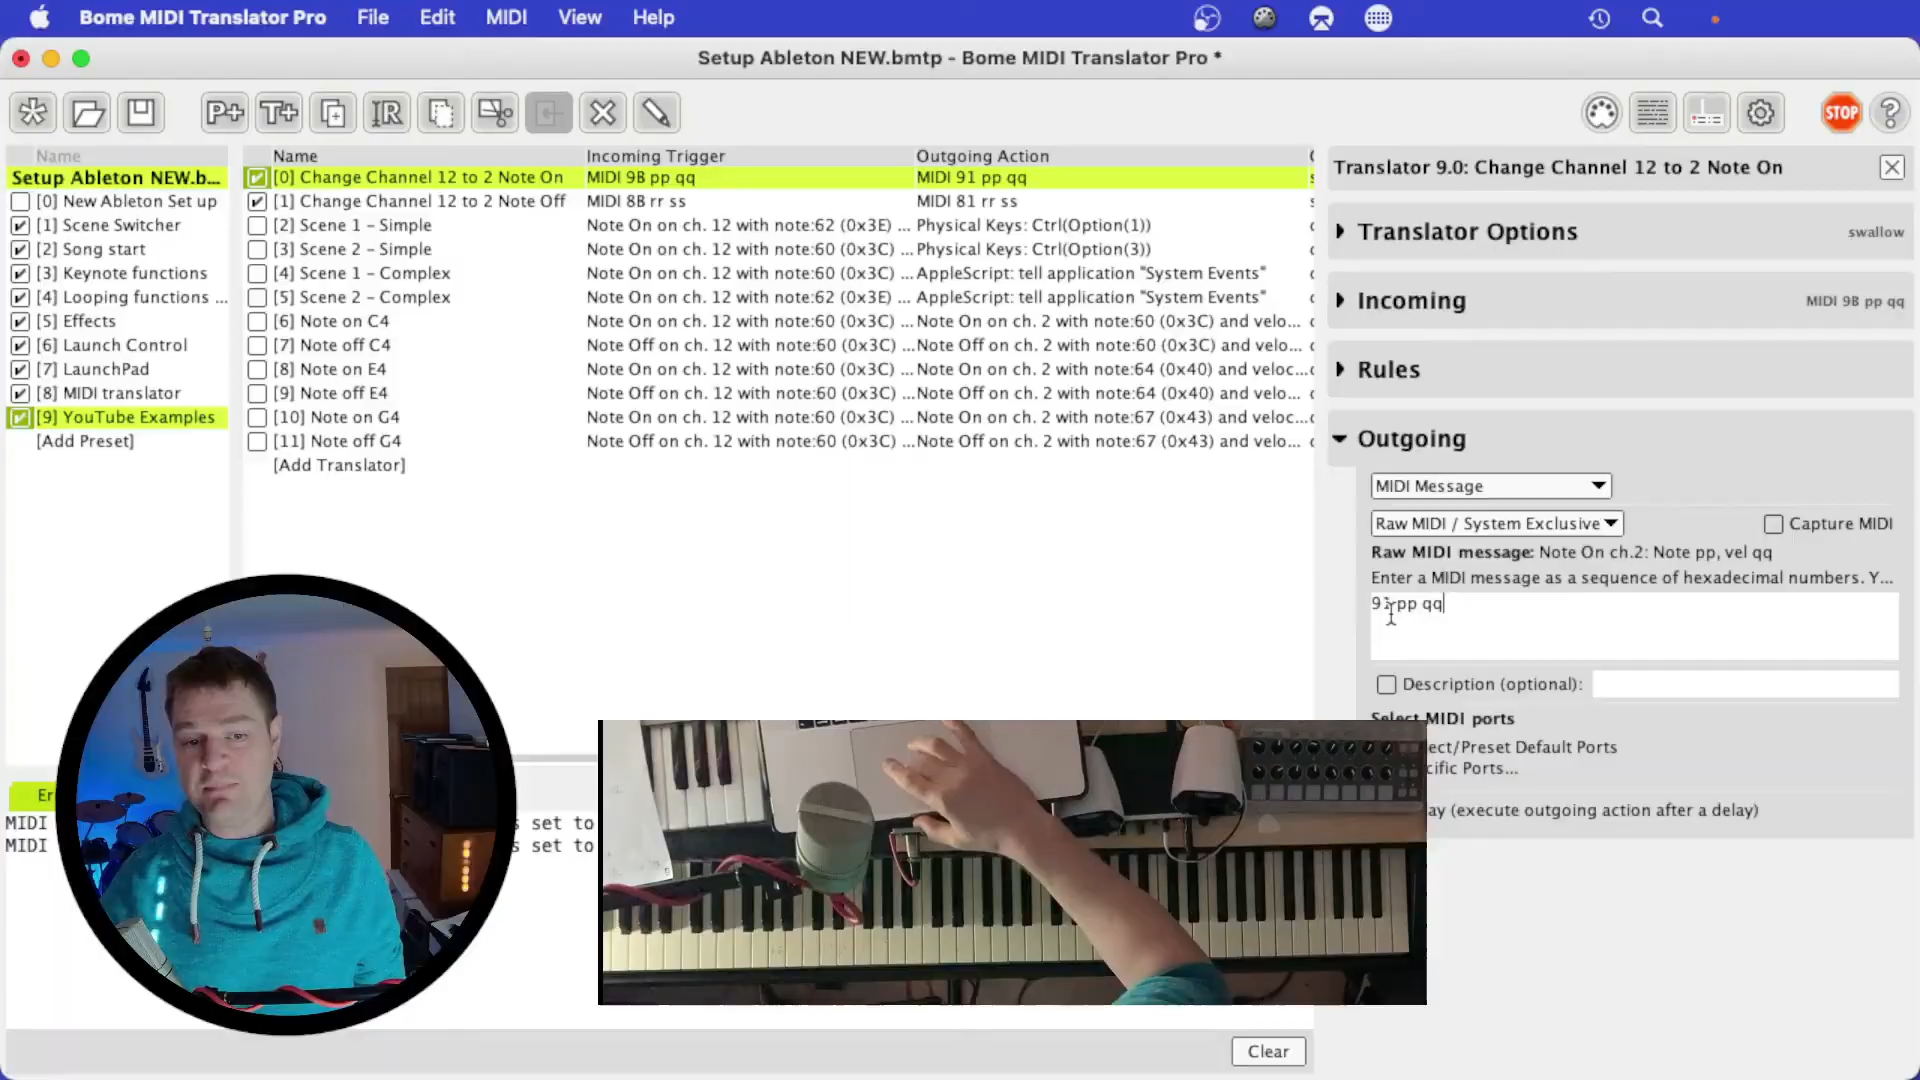 Bome MIDI Translator Pro File Edit MIDI View Help
Setup Ableton NEW.bmtp - Bome MIDI Translator Pro *
P+ T+ R STOP ?
Name
Setup Ableton NEW.b...
[0] New Ableton Set up
[1] Scene Switcher
[2] Song start
[3] Keynote functions
[4] Looping functions ...
[5] Effects
[6] Launch Control
[7] LaunchPad
[8] MIDI translator
[9] YouTube Examples
[Add Preset]
Name Incoming Trigger Outgoing Action
[0] Change Channel 12 to 2 Note On MIDI 9B pp qq MIDI 91 pp qq
[1] Change Channel 12 to 2 Note Off MIDI 8B rr ss MIDI 81 rr ss
[2] Scene 1 - Simple Note On on ch. 12 with note:62 (0x3E) ... Physical Keys: Ctrl(Option(1))
[3] Scene 2 - Simple Note On on ch. 12 with note:60 (0x3C) ... Physical Keys: Ctrl(Option(3))
[4] Scene 1 - Complex Note On on ch. 12 with note:60 (0x3C) ... AppleScript: tell application "System Events"
[5] Scene 2 - Complex Note On on ch. 12 with note:62 (0x3E) ... AppleScript: tell application "System Events"
[6] Note on C4 Note On on ch. 12 with note:60 (0x3C) ... Note On on ch. 2 with note:60 (0x3C) and velo...
[7] Note off C4 Note Off on ch. 12 with note:60 (0x3C) ... Note Off on ch. 2 with note:60 (0x3C) and velo...
[8] Note on E4 Note On on ch. 12 with note:60 (0x3C) ... Note On on ch. 2 with note:64 (0x40) and veloc...
[9] Note off E4 Note Off on ch. 12 with note:60 (0x3C) ... Note Off on ch. 2 with note:64 (0x40) and veloc...
[10] Note on G4 Note On on ch. 12 with note:60 (0x3C) ... Note On on ch. 2 with note:67 (0x43) and veloc...
[11] Note off G4 Note Off on ch. 12 with note:60 (0x3C) ... Note Off on ch. 2 with note:67 (0x43) and velo...
[Add Translator]
Translator 9.0: Change Channel 12 to 2 Note On
Translator Options swallow
Incoming MIDI 9B pp qq
Rules
Outgoing
MIDI Message
Raw MIDI / System Exclusive Capture MIDI
Raw MIDI message: Note On ch.2: Note pp, vel qq
Enter a MIDI message as a sequence of hexadecimal numbers. Y...
91 pp qq
Description (optional):
Select MIDI ports
ect/Preset Default Ports
cific Ports...
ay (execute outgoing action after a delay)
Er
MIDI s set to
MIDI s set to
Clear